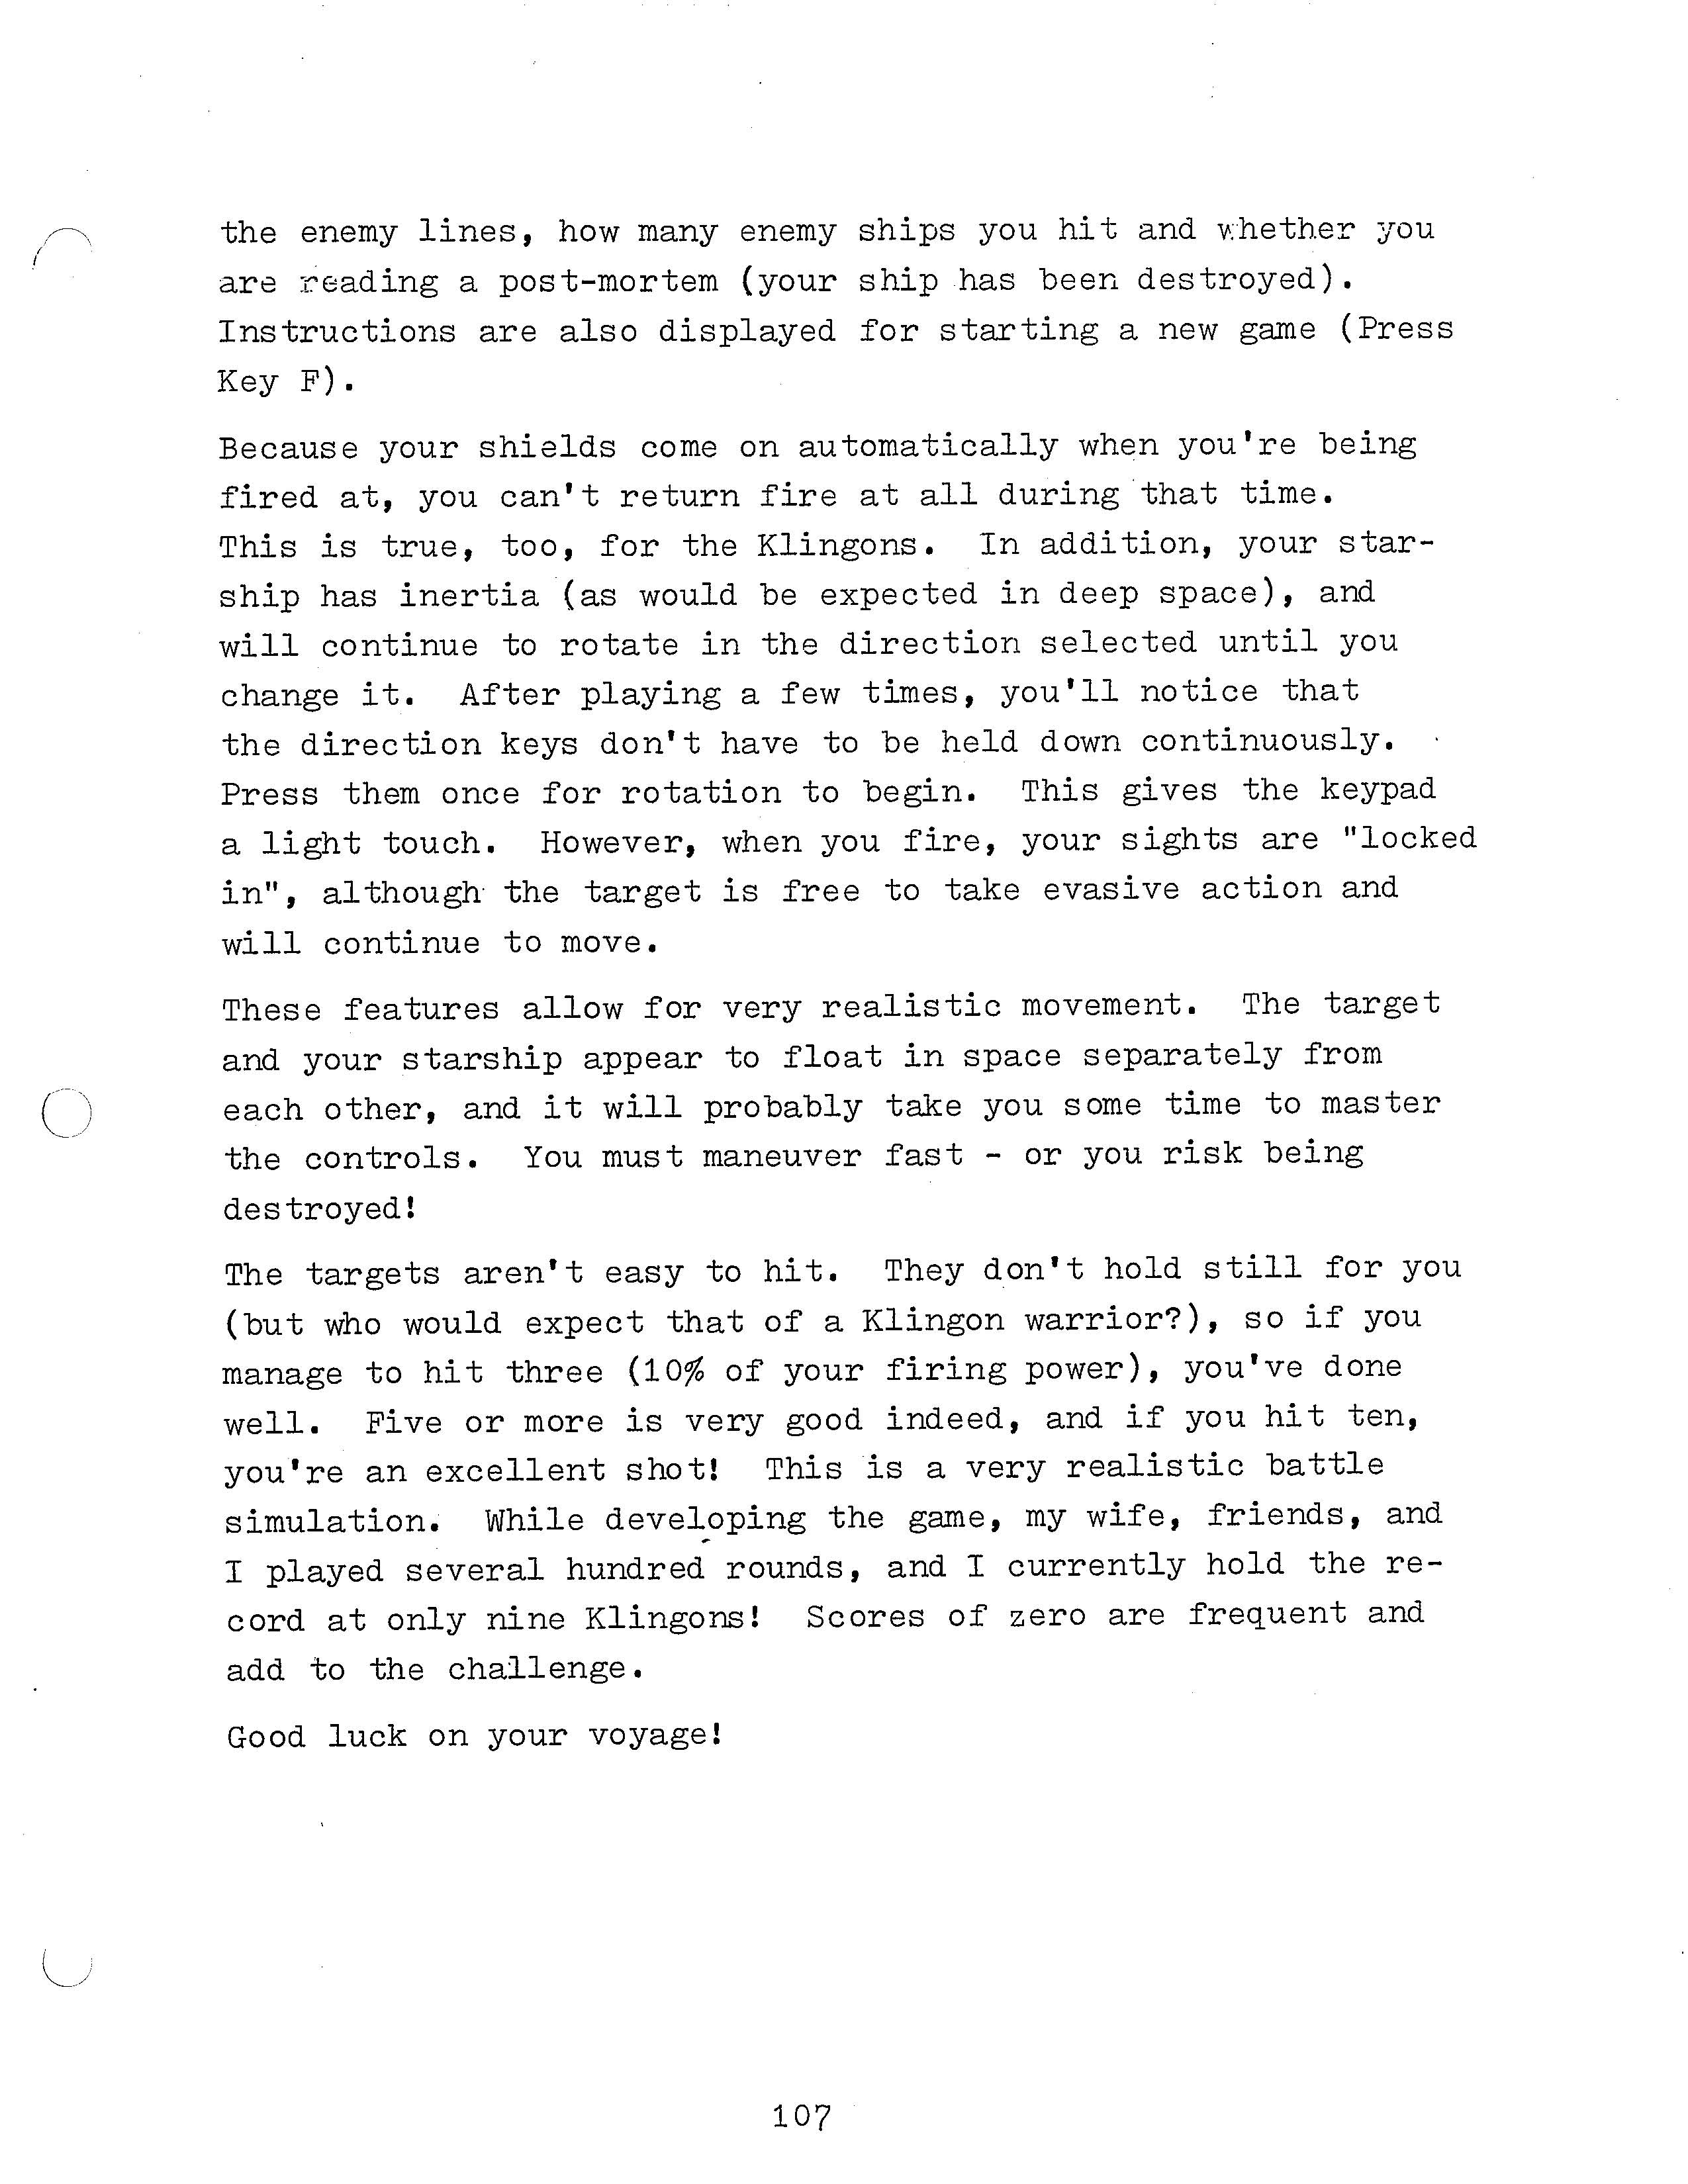 the enemy lines, how many enemy ships you hit and whether you
are reading a post-mortem (your ship has been destroyed).
Instructions are also displayed for starting a new game (Press
Key F).
Because your shields come on automatically when you're being
fired at, you can't return fire at all during that time.
This is true, too, for the Klingons.  In addition, your star-
ship has inertia (as would be expected in deep space), and
will continue to rotate in the direction selected until you
change it.  After playing a few times, you'll notice that
the direction keys don't have to be held down continuously.
Press them once for rotation to begin.  This gives the keypad
a light touch.  However, when you fire, your sights are "locked
in", although the target is free to take evasive action and
will continue to move.
These features allow for very realistic movement.  The target
and your starship appear to float in space separately from
each other, and it will probably take you some time to master
the controls.  You must maneuver fast - or you risk being
destroyed!
The targets aren't easy to hit.  They don't hold still for you
(but who would expect that of a Klingon warrior?), so if you
manage to hit three (10% of your firing power), you've done
well.  Five or more is very good indeed, and if you hit ten,
you're an excellent shot!  This is a very realistic battle
simulation.  While developing the game, my wife, friends, and
I played several hundred rounds, and I currently hold the re-
cord at only nine Klingons!  Scores of zero are frequent and
add to the challenge.
Good luck on your voyage!
107